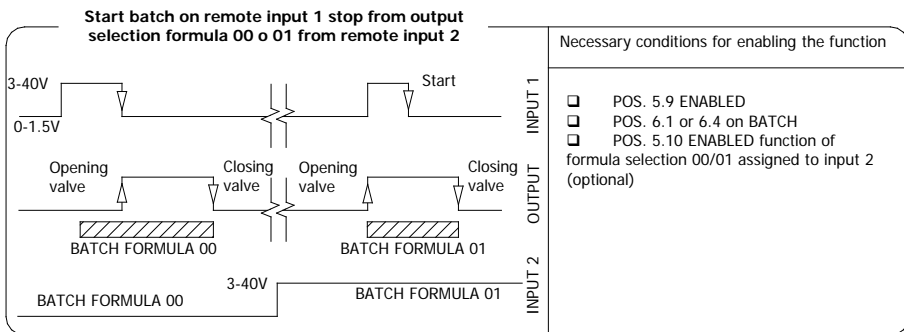 Start batch on remote input 1 stop from output
selection formula 00 o 01 from remote input 2
Necessary conditions for enabling the function
3-40V
0-1.5V
Start
INPUT 1
Opening
valve
Closing
valve
Opening
valve
Closing
valve
OUTPUT
BATCH FORMULA 00
BATCH FORMULA 01
BATCH FORMULA 00
3-40V
BATCH FORMULA 01
INPUT 2
❑ POS. 5.9 ENABLED
❑ POS. 6.1 or 6.4 on BATCH
❑ POS. 5.10 ENABLED function of
formula selection 00/01 assigned to input 2
(optional)